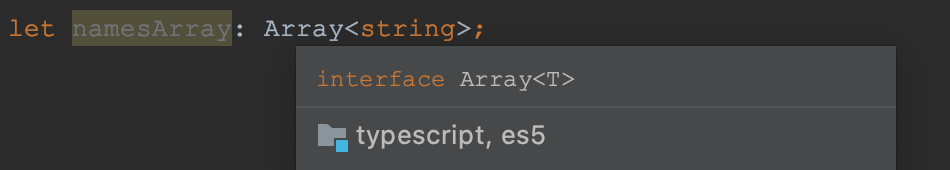 let namesArray: Array<string>;
interface Array<T>
typescript, es5